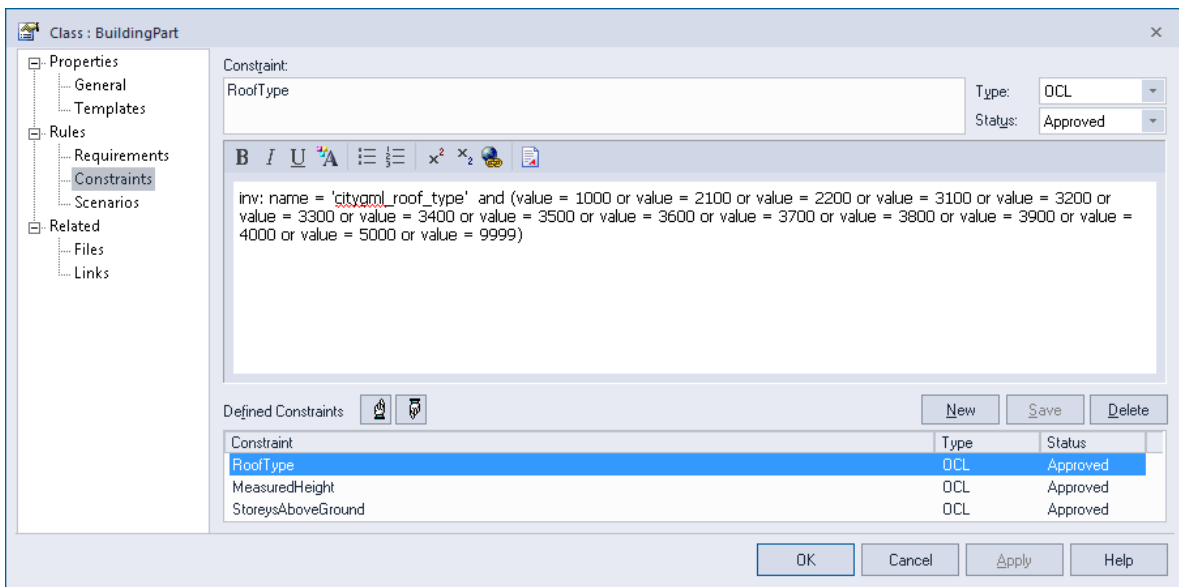 Class : BuildingPart
Properties
General
Templates
Rules
Requirements
Constraints
Scenarios
Related
Files
Links
Constraint:
RoofType
Type: OCL
Status: Approved
B I U A x² ×₂
inv: name = 'citygml_roof_type' and (value = 1000 or value = 2100 or value = 2200 or value = 3100 or value = 3200 or
value = 3300 or value = 3400 or value = 3500 or value = 3600 or value = 3700 or value = 3800 or value = 3900 or value =
4000 or value = 5000 or value = 9999)
Defined Constraints New Save Delete
Constraint Type Status
RoofType OCL Approved
MeasuredHeight OCL Approved
StoreysAboveGround OCL Approved
OK Cancel Apply Help